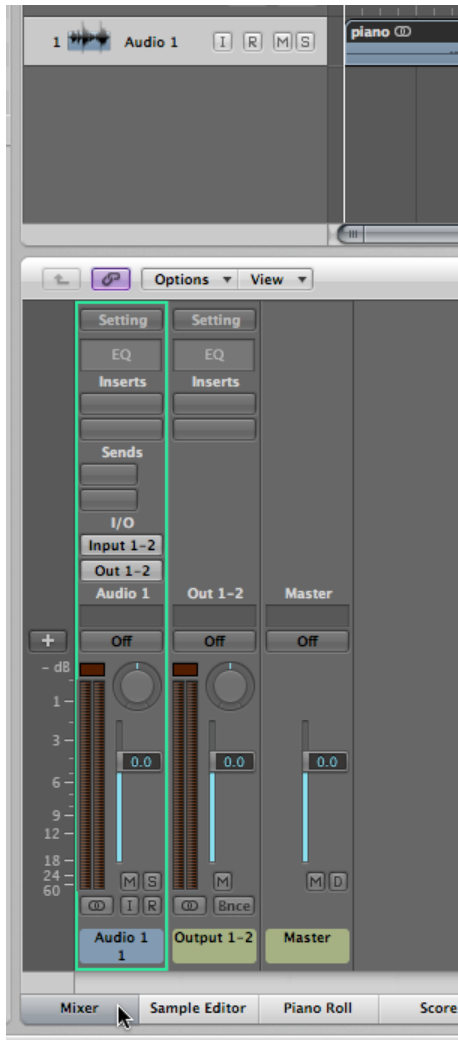 1 Audio 1 I R M S
piano
Options View
Setting Setting
EQ EQ
Inserts Inserts
Sends
I/O
Input 1-2
Out 1-2
Audio 1 Out 1-2 Master
+ Off Off Off
- dB
1
3
0.0 0.0 0.0
6
9
12
18
24
60
M S M M D
I R Bnce
Audio 1 Output 1-2 Master
1
Mixer Sample Editor Piano Roll Score